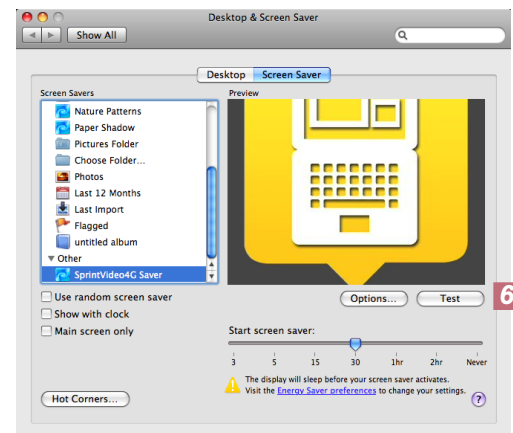 Desktop & Screen Saver
Show All
Desktop Screen Saver
Screen Savers
Preview
Nature Patterns
Paper Shadow
Pictures Folder
Choose Folder...
Photos
Last 12 Months
Last Import
Flagged
untitled album
Other
SprintVideo4G Saver
Use random screen saver
Show with clock
Main screen only
Options... Test
6
Start screen saver:
3 5 15 30 1hr 2hr Never
The display will sleep before your screen saver activates.
Visit the Energy Saver preferences to change your settings.
?
Hot Corners...